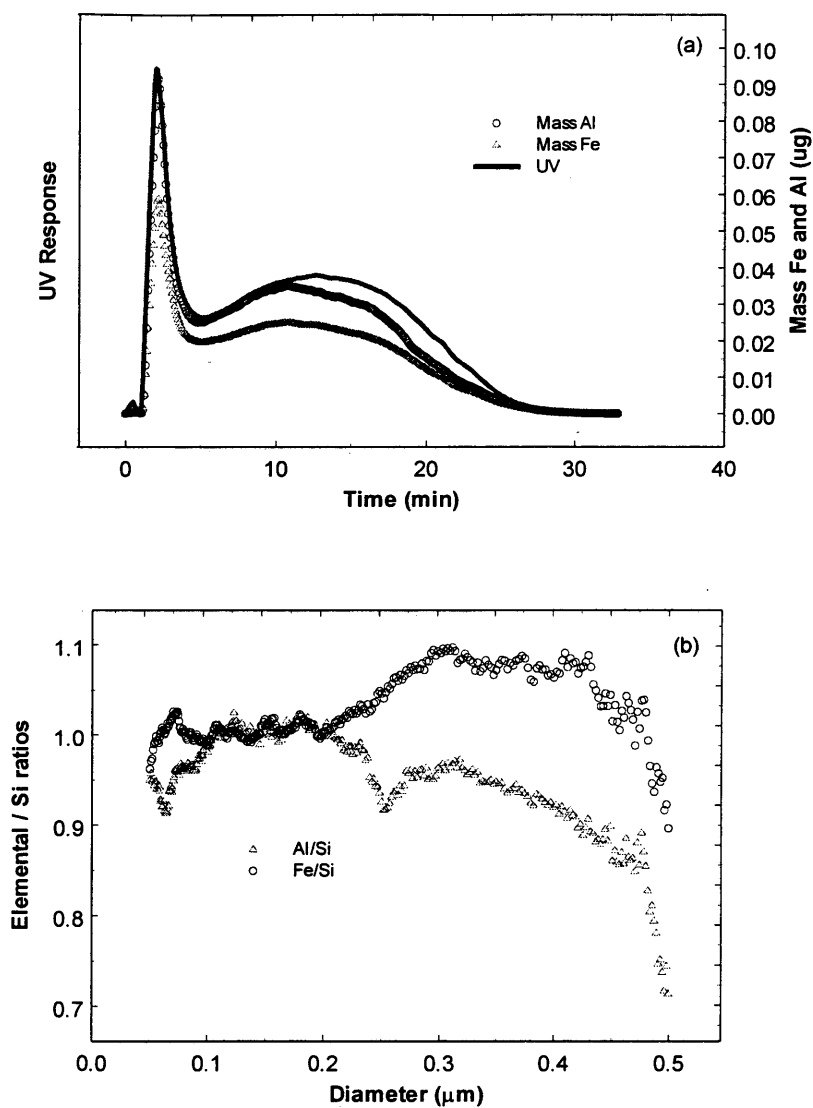 (a)
0.10
0.09
0.08
0.07
0.06
0.05
0.04
0.03
0.02
0.01
0.00
Mass Al
Mass Fe
UV
UV Response
Mass Fe and Al (ug)
0
10
20
30
40
Time (min)
(b)
1.1
1.0
0.9
0.8
0.7
Elemental / Si ratios
Al/Si
Fe/Si
0.0
0.1
0.2
0.3
0.4
0.5
Diameter (μm)